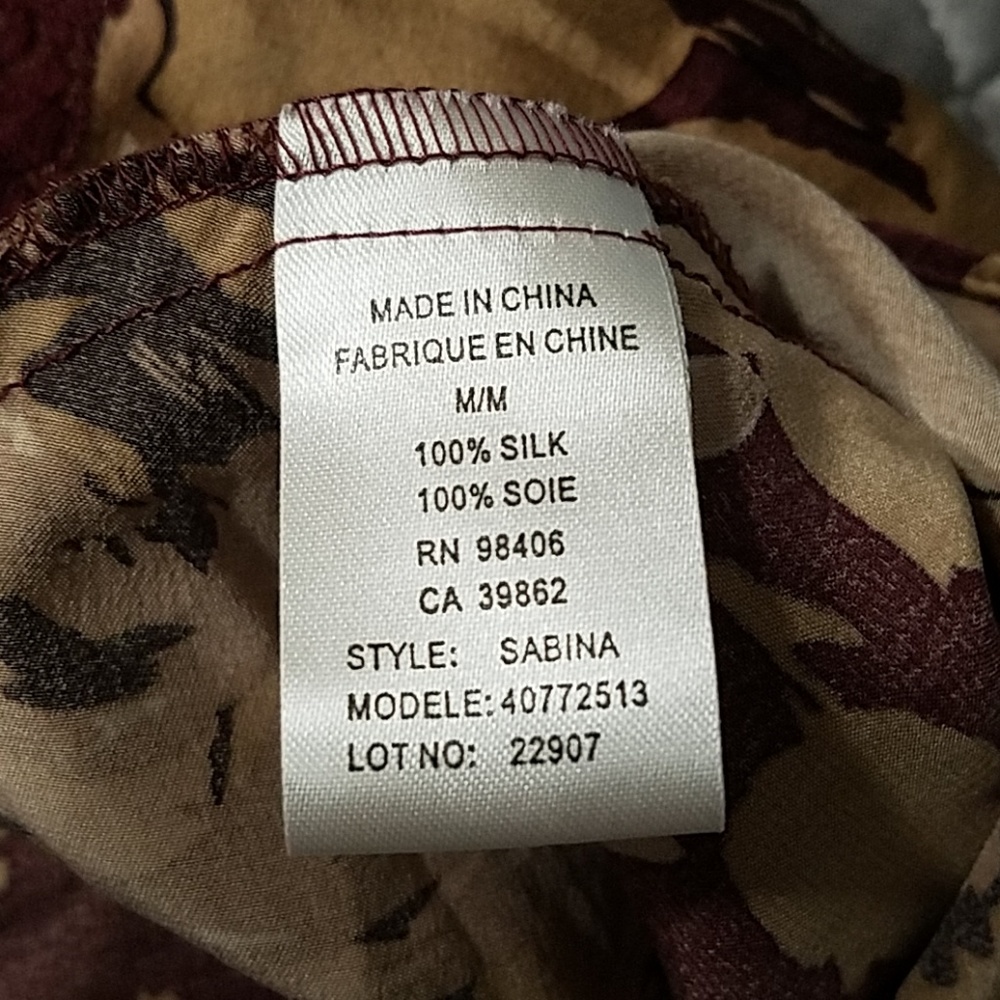 MADE IN CHINA
FABRIQUE EN CHINE
M/M
100% SILK
100% SOIE
RN 98406
CA 39862
STYLE: SABINA
MODELE: 40772513
LOT NO: 22907